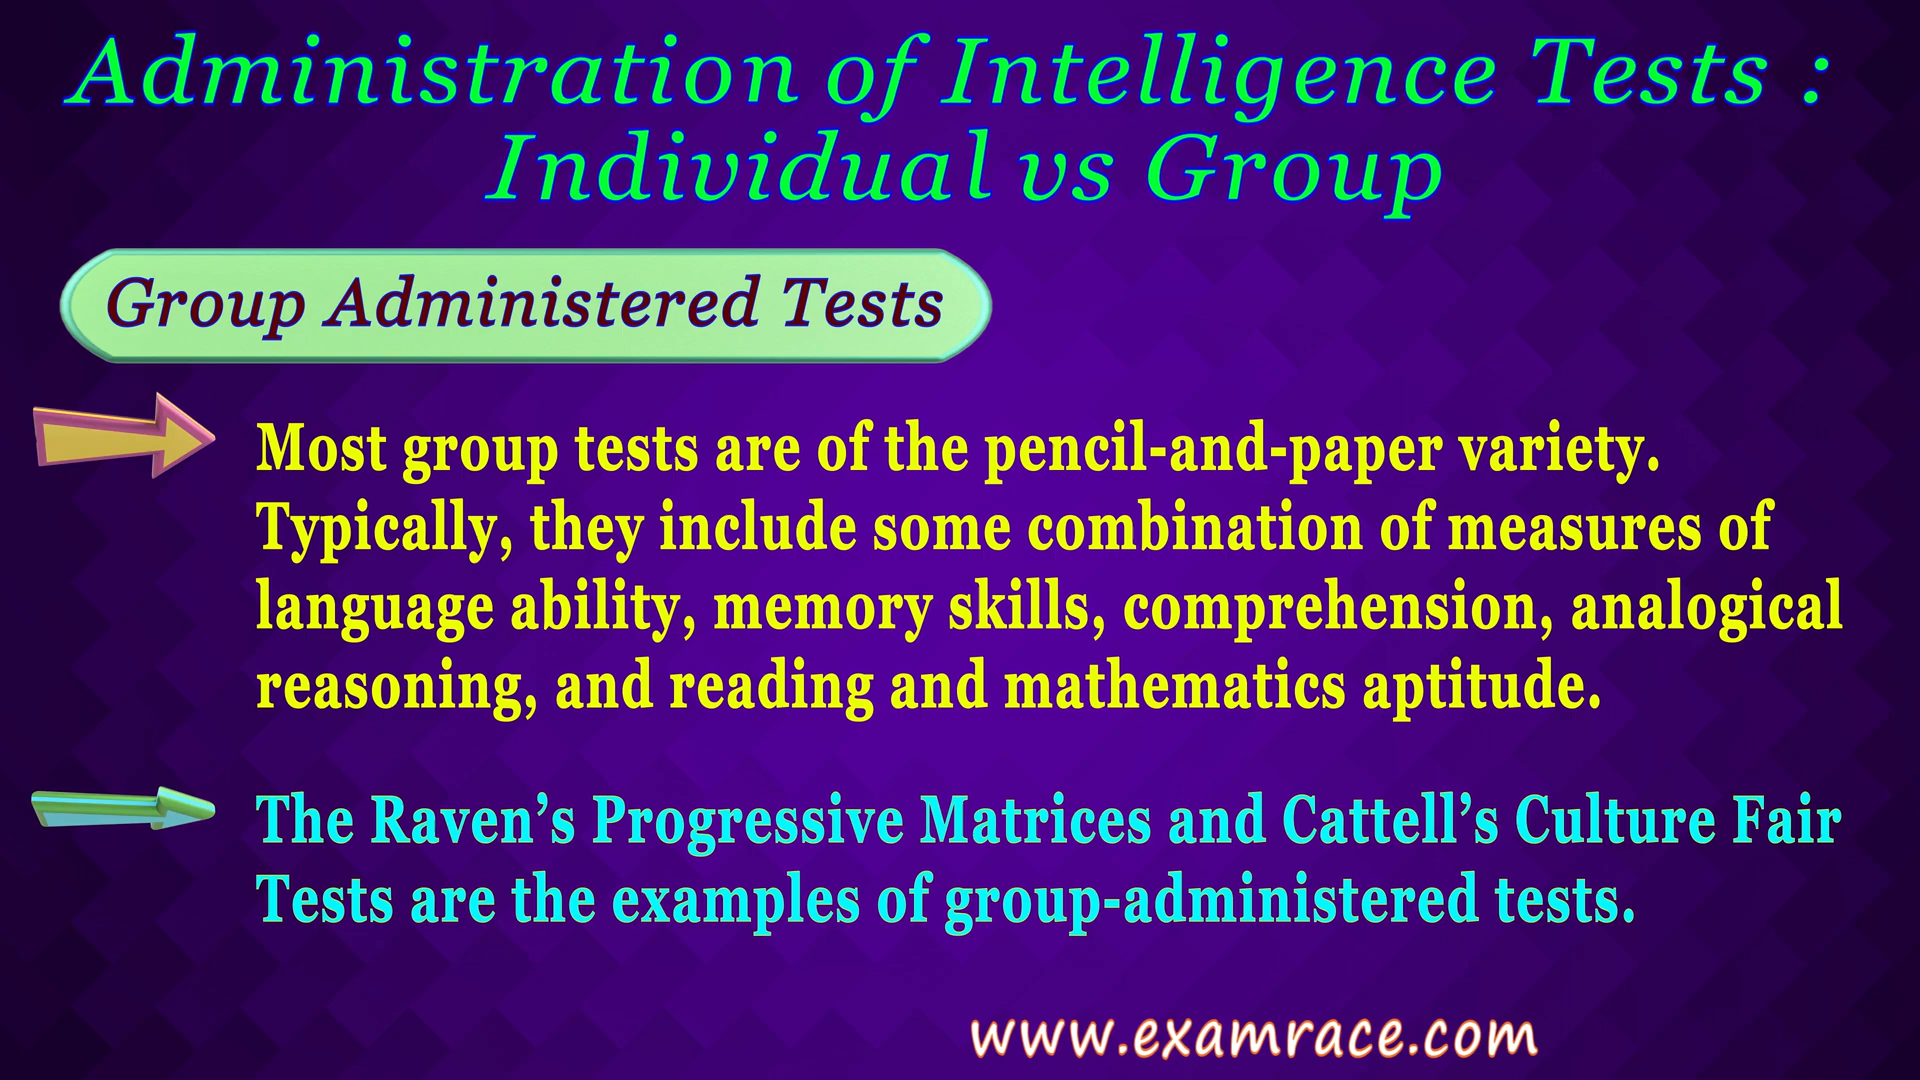 Administration of Intelligence Tests :
Individual vs Group
Group Administered Tests
Most group tests are of the pencil-and-paper variety.
Typically, they include some combination of measures of
language ability, memory skills, comprehension, analogical
reasoning, and reading and mathematics aptitude.
The Raven’s Progressive Matrices and Cattell’s Culture Fair
Tests are the examples of group-administered tests.
www.examrace.com